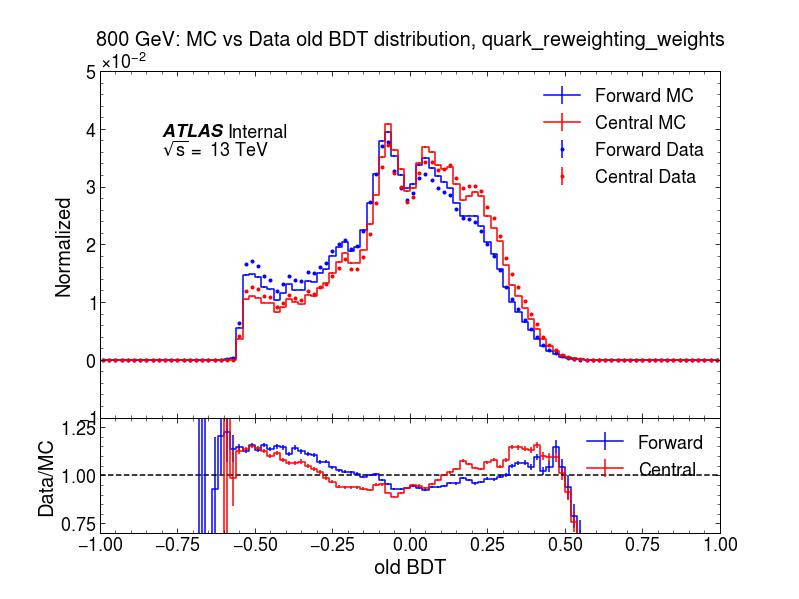 800 GeV: MC vs Data old BDT distribution, quark_reweighting_weights
×10⁻²
5
4
3
2
1
0
−1
Normalized
ATLAS Internal
√s = 13 TeV
Forward MC
Central MC
Forward Data
Central Data
1.25
1.00
0.75
Data/MC
Forward
Central
−1.00 −0.75 −0.50 −0.25 0.00 0.25 0.50 0.75 1.00
old BDT